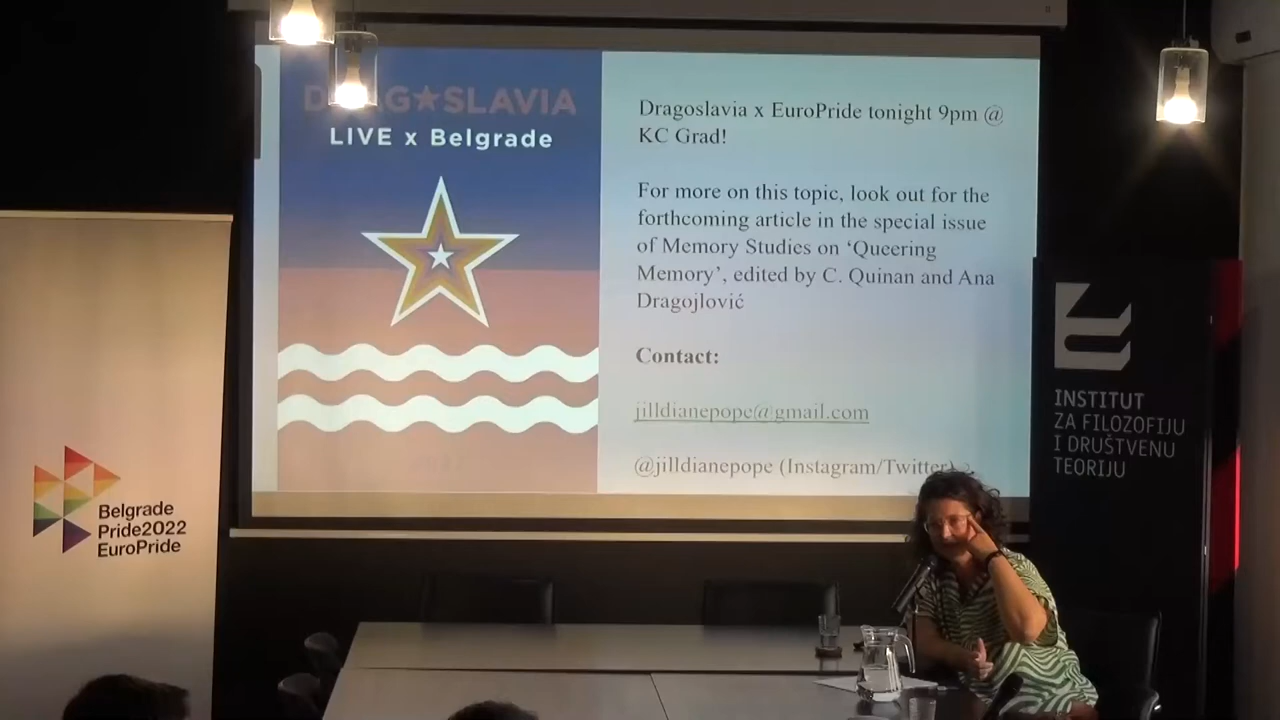 DRAG★SLAVIA
LIVE x Belgrade
Dragoslavia x EuroPride tonight 9pm @
KC Grad!
For more on this topic, look out for the
forthcoming article in the special issue
of Memory Studies on ‘Queering
Memory’, edited by C. Quinan and Ana
Dragojlović
Contact:
jilldianepope@gmail.com
@jilldianepope (Instagram/Twitter)
Belgrade
Pride2022
EuroPride
INSTITUT
ZA FILOZOFIJU
I DRUŠTVENU
TEORIJU